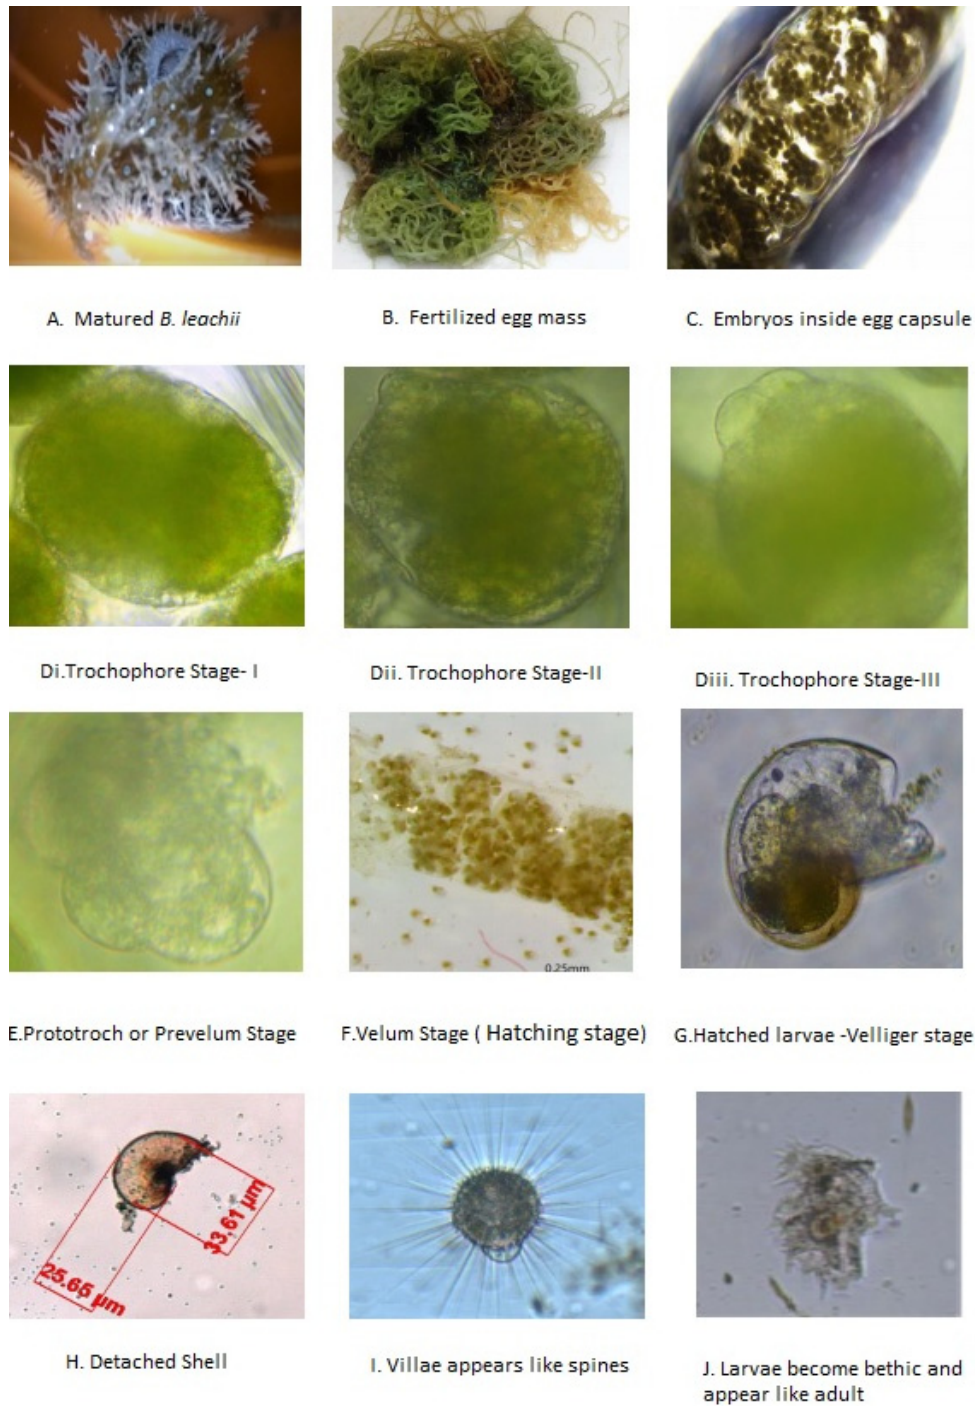 A. Matured B. leachii
B. Fertilized egg mass
C. Embryos inside egg capsule
Di.Trochophore Stage- I
Dii. Trochophore Stage-II
Diii. Trochophore Stage-III
0.25mm
E.Prototroch or Prevelum Stage
F.Velum Stage ( Hatching stage)
G.Hatched larvae -Velliger stage
33,61 µm
25.65 µm
H. Detached Shell
I. Villae appears like spines
J. Larvae become bethic and
appear like adult